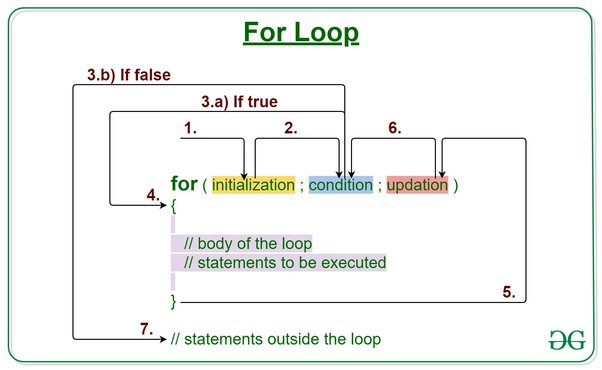 For Loop
3.b) If false
3.a) If true
1.
2.
6.
for ( initialization ; condition ; updation )
4.
{
// body of the loop
// statements to be executed
5.
}
7.
// statements outside the loop